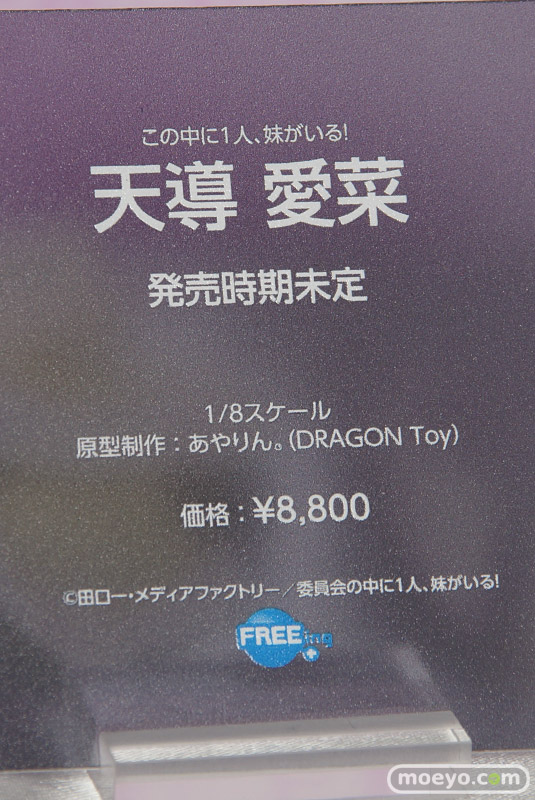 この中に1人、妹がいる!
天導 愛菜
発売時期未定
1/8スケール
原型制作：あやりん。(DRAGON Toy)
価格：¥8,800
©田口一・メディアファクトリー／委員会の中に1人、妹がいる!
FREEing
moeyo.com